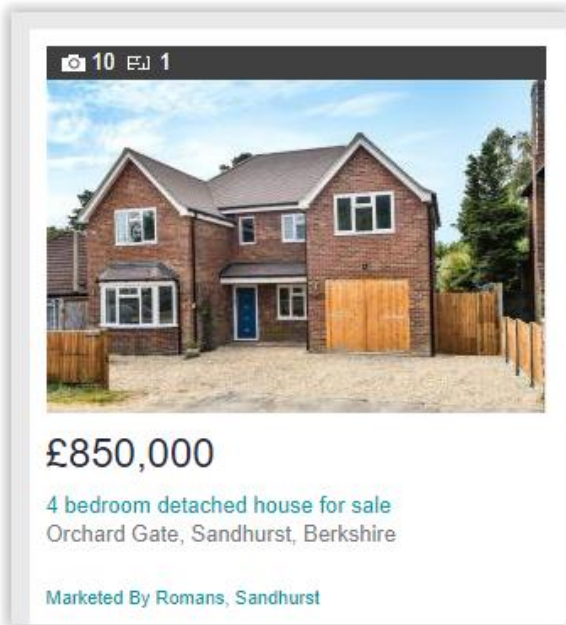 10 1
£850,000
4 bedroom detached house for sale
Orchard Gate, Sandhurst, Berkshire
Marketed By Romans, Sandhurst